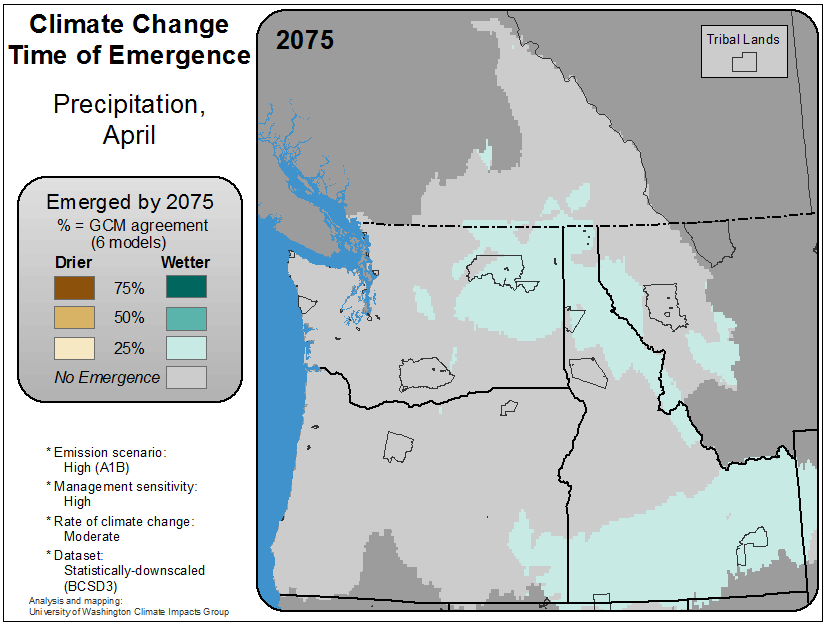 Climate Change
Time of Emergence
Precipitation,
April
Emerged by 2075
% = GCM agreement
(6 models)
Drier Wetter
75%
50%
25%
No Emergence
* Emission scenario:
High (A1B)
* Management sensitivity:
High
* Rate of climate change:
Moderate
* Dataset:
Statistically-downscaled
(BCSD3)
Analysis and mapping:
University of Washington Climate Impacts Group
2075
Tribal Lands